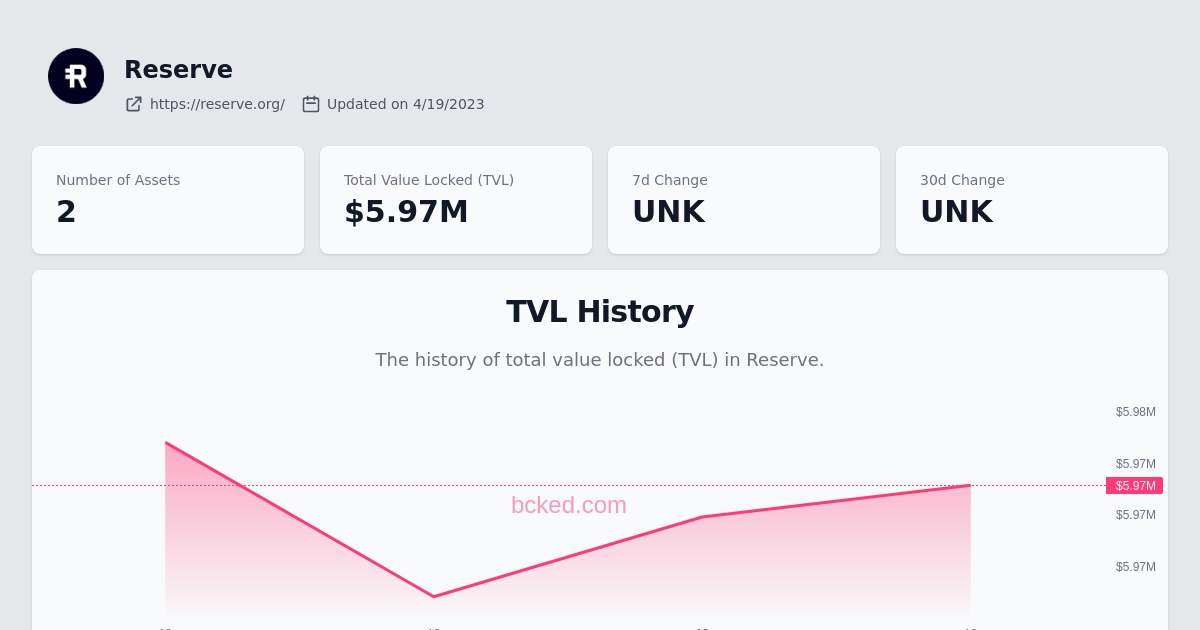 Reserve
https://reserve.org/ Updated on 4/19/2023
Number of Assets
2
Total Value Locked (TVL)
$5.97M
7d Change
UNK
30d Change
UNK
TVL History
The history of total value locked (TVL) in Reserve.
$5.98M
$5.97M
$5.97M
bcked.com
$5.97M
$5.97M